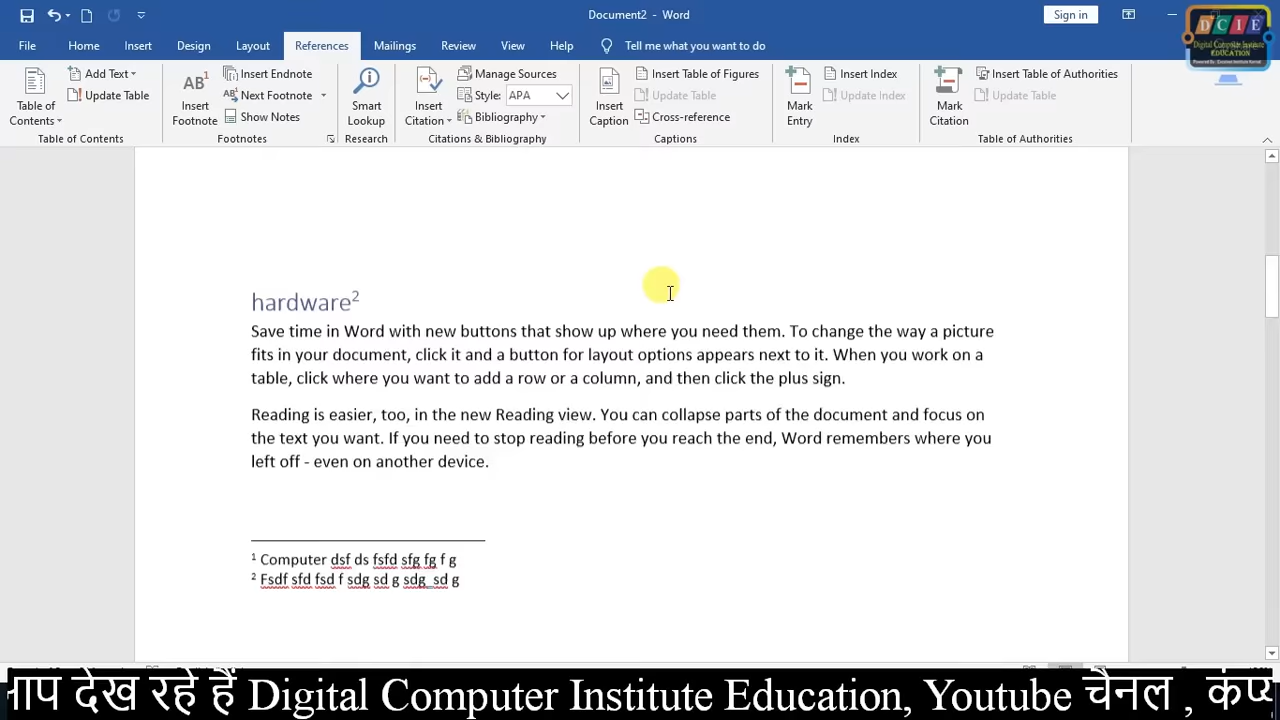 Document2 - Word
Sign in
DCIE
Digital Computer Institute
EDUCATION
File Home Insert Design Layout References Mailings Review View Help Tell me what you want to do
Table of Contents
Add Text
Update Table
Table of Contents
AB1
Insert Footnote
Insert Endnote
Next Footnote
Show Notes
Footnotes
Smart Lookup
Research
Insert Citation
Manage Sources
Style: APA
Bibliography
Citations & Bibliography
Insert Caption
Insert Table of Figures
Update Table
Cross-reference
Captions
Mark Entry
Insert Index
Update Index
Index
Mark Citation
Insert Table of Authorities
Update Table
Table of Authorities
hardware2
Save time in Word with new buttons that show up where you need them. To change the way a picture
fits in your document, click it and a button for layout options appears next to it. When you work on a
table, click where you want to add a row or a column, and then click the plus sign.
Reading is easier, too, in the new Reading view. You can collapse parts of the document and focus on
the text you want. If you need to stop reading before you reach the end, Word remembers where you
left off - even on another device.
1 Computer dsf ds fsfd sfg fg f g
2 Fsdf sfd fsd f sdg sd g sdg sd g
देख रहे हैं Digital Computer Institute Education, Youtube चैनल ,